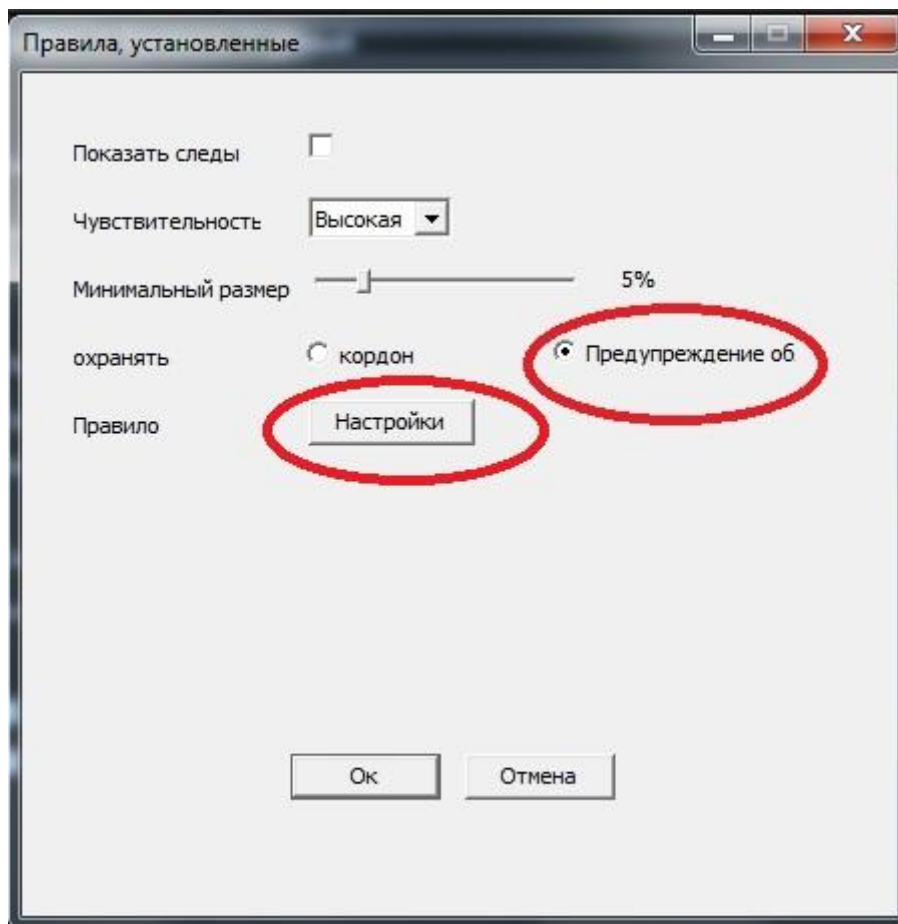 Правила, установленные
Показать следы
Чувствительность Высокая
Минимальный размер 5%
охранять кордон Предупреждение об
Правило Настройки
Ок Отмена